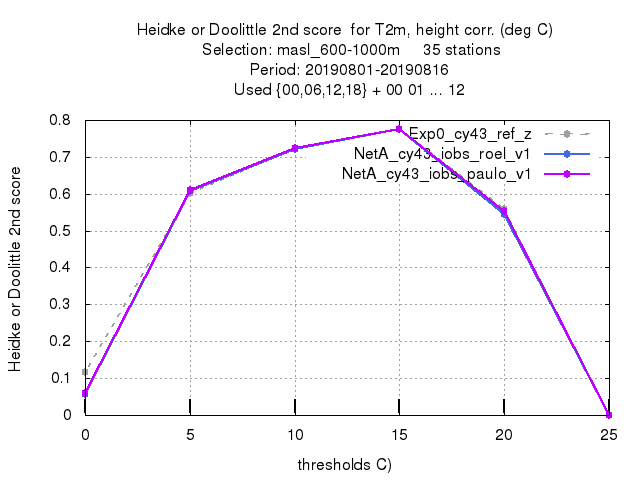 Heidke or Doolittle 2nd score  for T2m, height corr. (deg C)
Selection: masl_600-1000m     35 stations
Period: 20190801-20190816
Used {00,06,12,18} + 00 01 ... 12
Heidke or Doolittle 2nd score
0.8
0.7
0.6
0.5
0.4
0.3
0.2
0.1
0
Exp0_cy43_ref_z
NetA_cy43_iobs_roel_v1
NetA_cy43_iobs_paulo_v1
0 5 10 15 20 25
thresholds C)